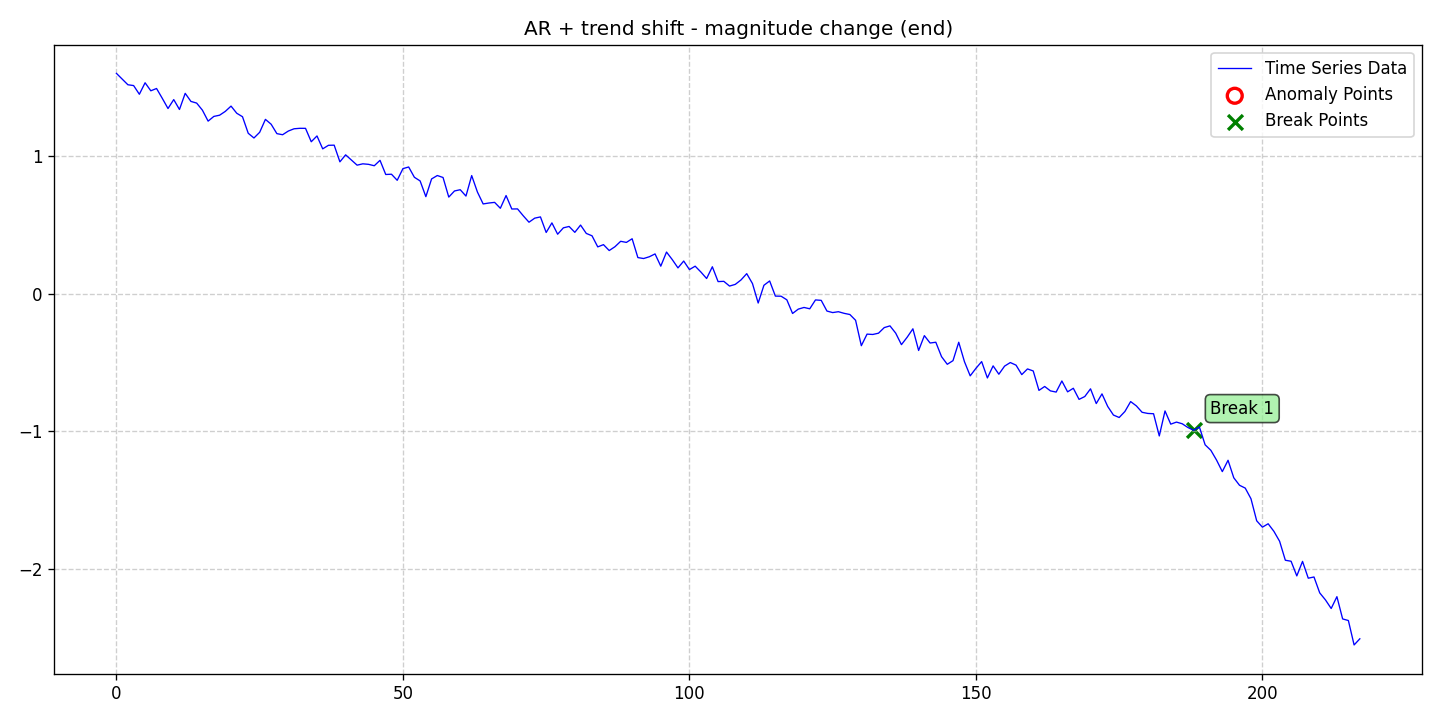 AR + trend shift - magnitude change (end)
Time Series Data
Anomaly Points
Break Points
1
0
−1
−2
Break 1
0
50
100
150
200